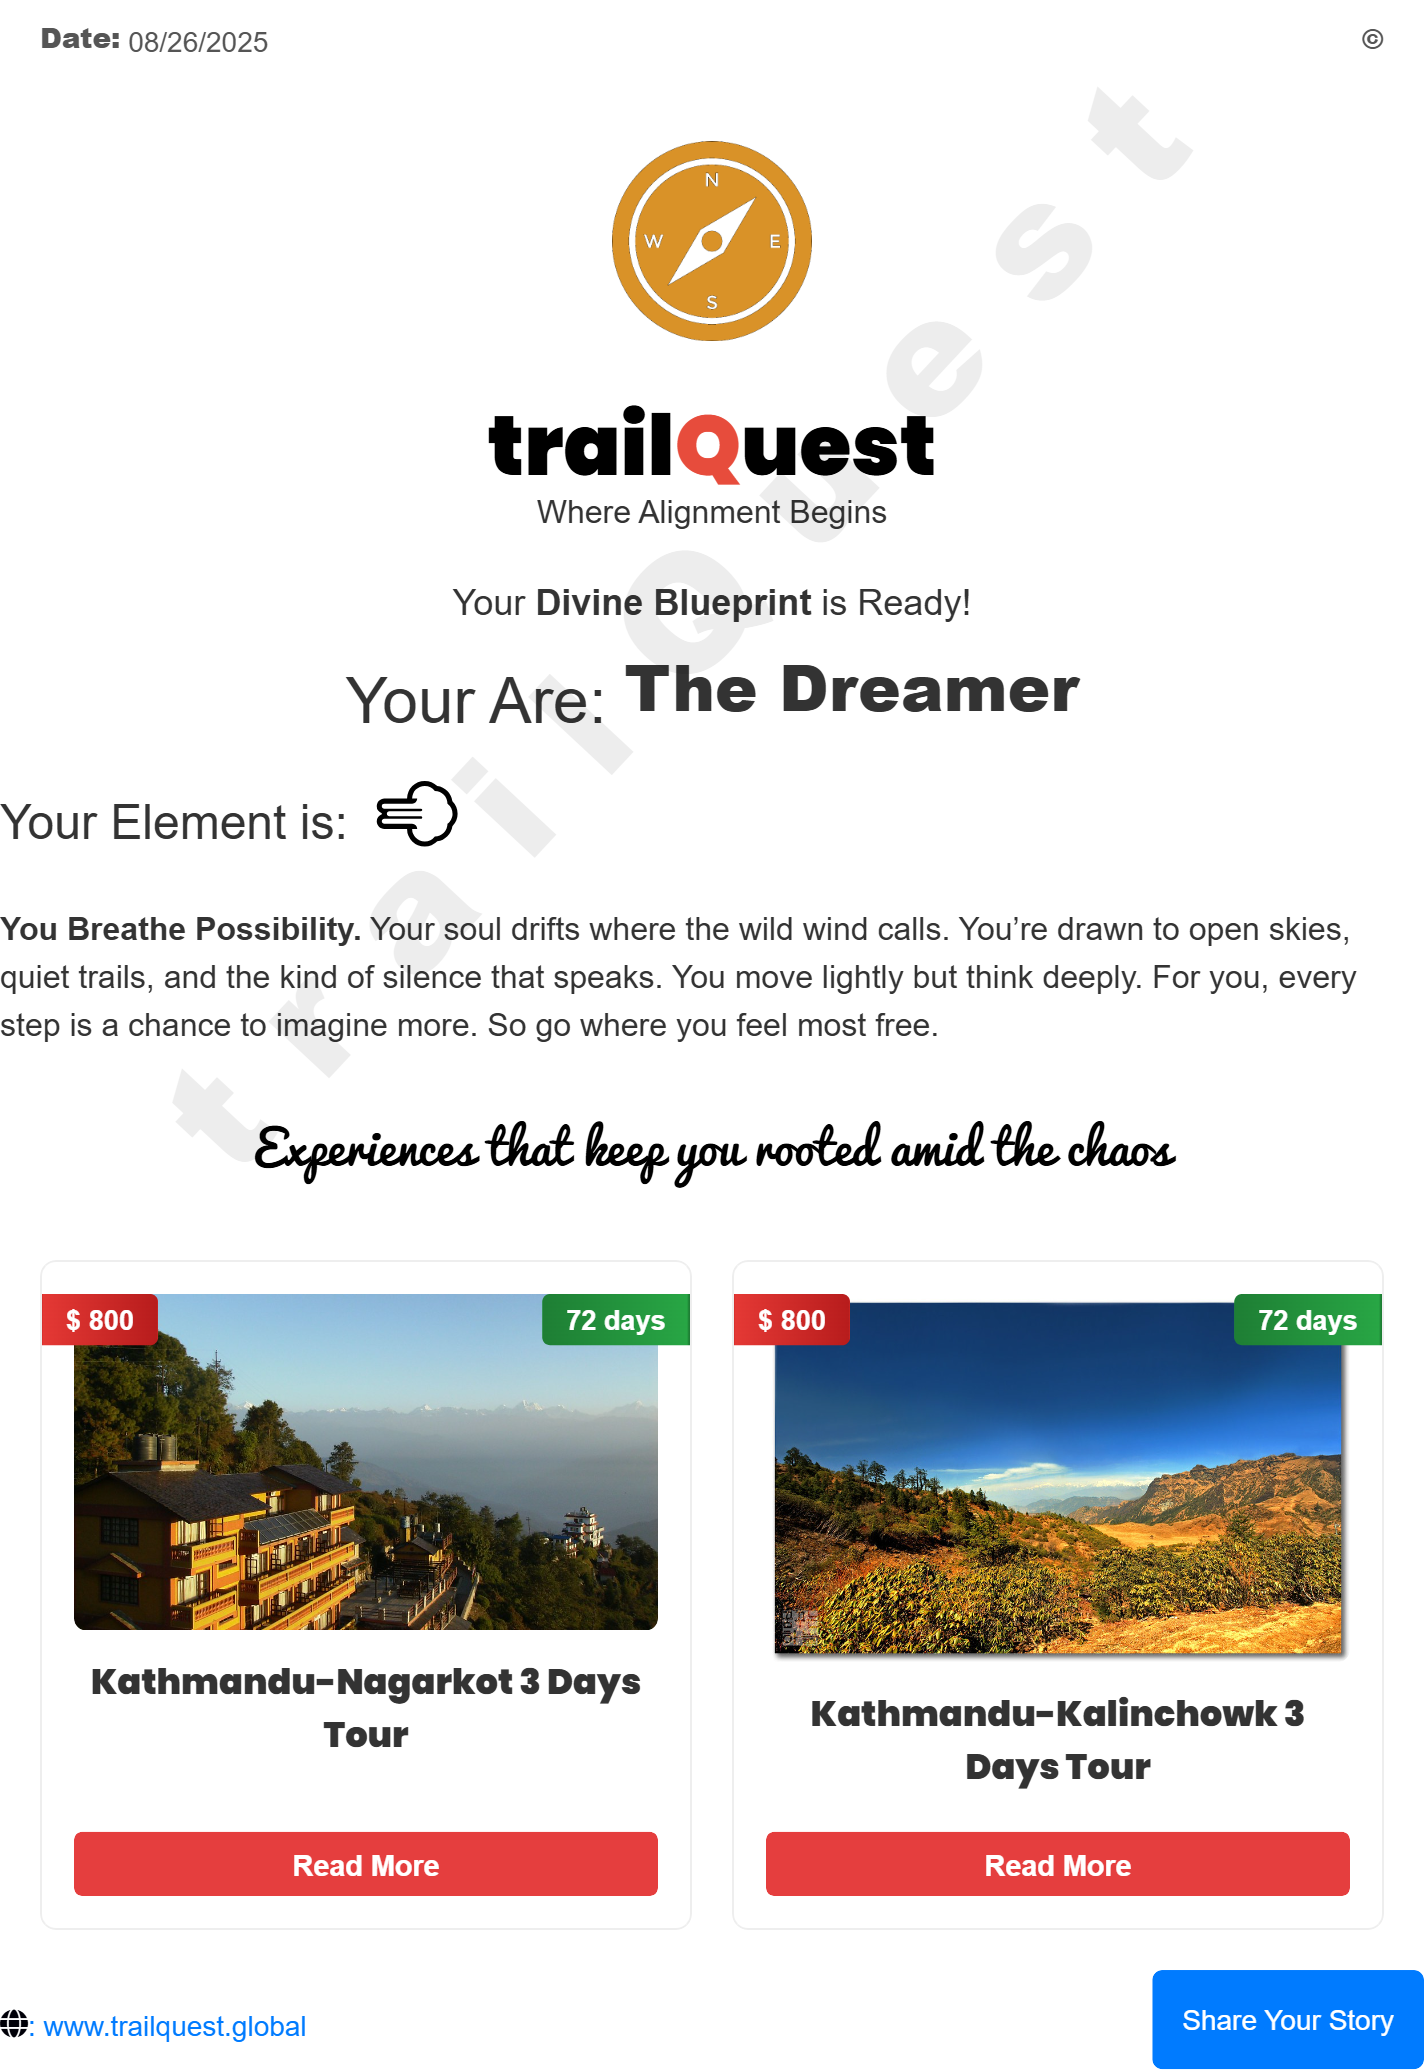 Date: 08/26/2025 ©
N
W E
S
trailQuest
Where Alignment Begins
Your Divine Blueprint is Ready!
Your Are: The Dreamer
Your Element is:
You Breathe Possibility. Your soul drifts where the wild wind calls. You’re drawn to open skies,
quiet trails, and the kind of silence that speaks. You move lightly but think deeply. For you, every
step is a chance to imagine more. So go where you feel most free.
trailQuest
Experiences that keep you rooted amid the chaos
$ 800 72 days
Kathmandu-Nagarkot 3 Days
Tour
Read More
$ 800 72 days
Kathmandu-Kalinchowk 3
Days Tour
Read More
: www.trailquest.global
Share Your Story